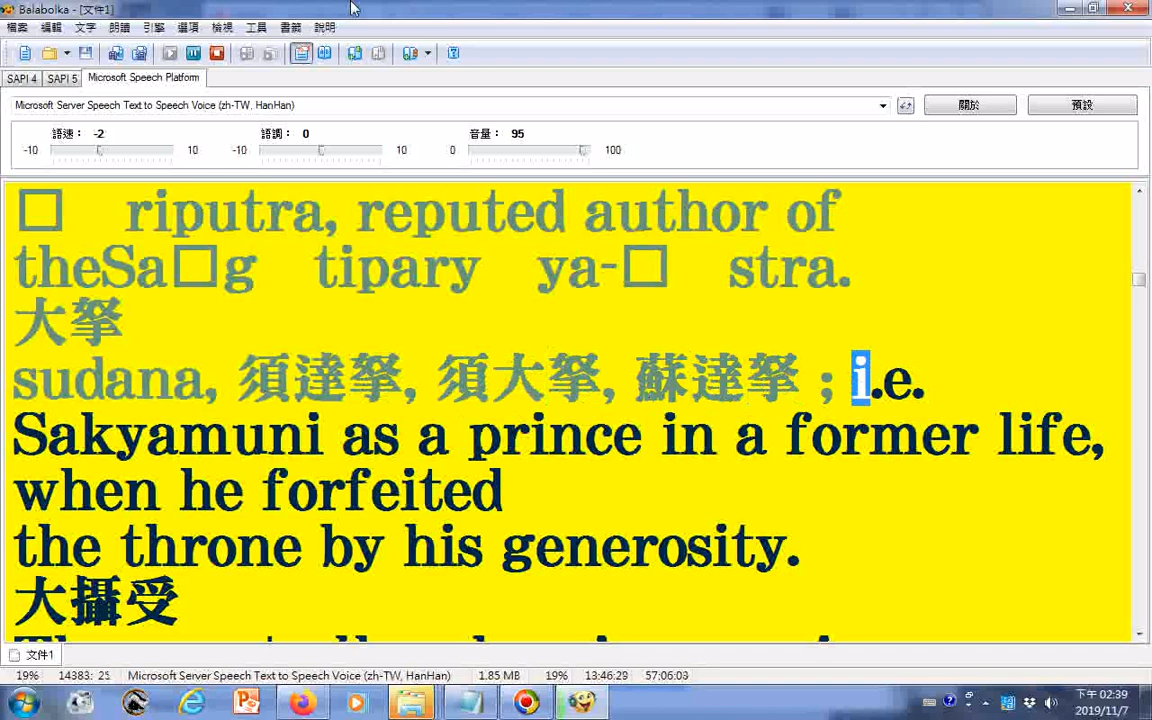 Balabolka - [文件1]
檔案 編輯 文字 朗讀 引擎 選項 檢視 工具 書籤 說明
SAPI 4 SAPI 5 Microsoft Speech Platform
Microsoft Server Speech Text to Speech Voice (zh-TW, HanHan) 關於 預設
語速： -2 語調： 0 音量： 95
-10 10 -10 10 0 100
□ riputra, reputed author of
theSa□g tipary ya-□ stra.
大拏
sudana, 須達拏, 須大拏, 蘇達拏 ; i.e.
Sakyamuni as a prince in a former life,
when he forfeited
the throne by his generosity.
大攝受
文件1
19% 14383: 21 Microsoft Server Speech Text to Speech Voice (zh-TW, HanHan) 1.85 MB 19% 13:46:29 57:06:03
下午 02:39
2019/11/7